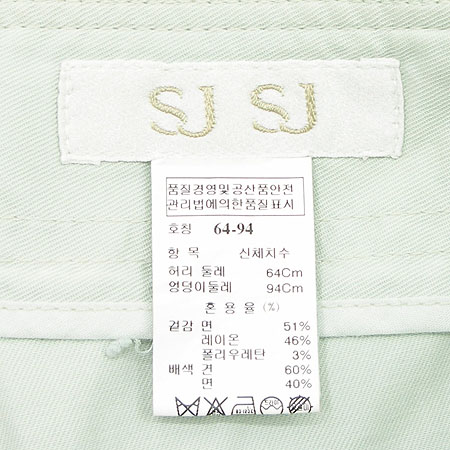 SJ SJ
품질경영및공산품안전
관리법에의한품질표시
호칭 64-94
항 목 신체치수
허리 둘레 64Cm
엉덩이둘레 94Cm
혼 용 율 (%)
겉감 면 51%
레이온 46%
폴리우레탄 3%
배색 견 60%
면 40%